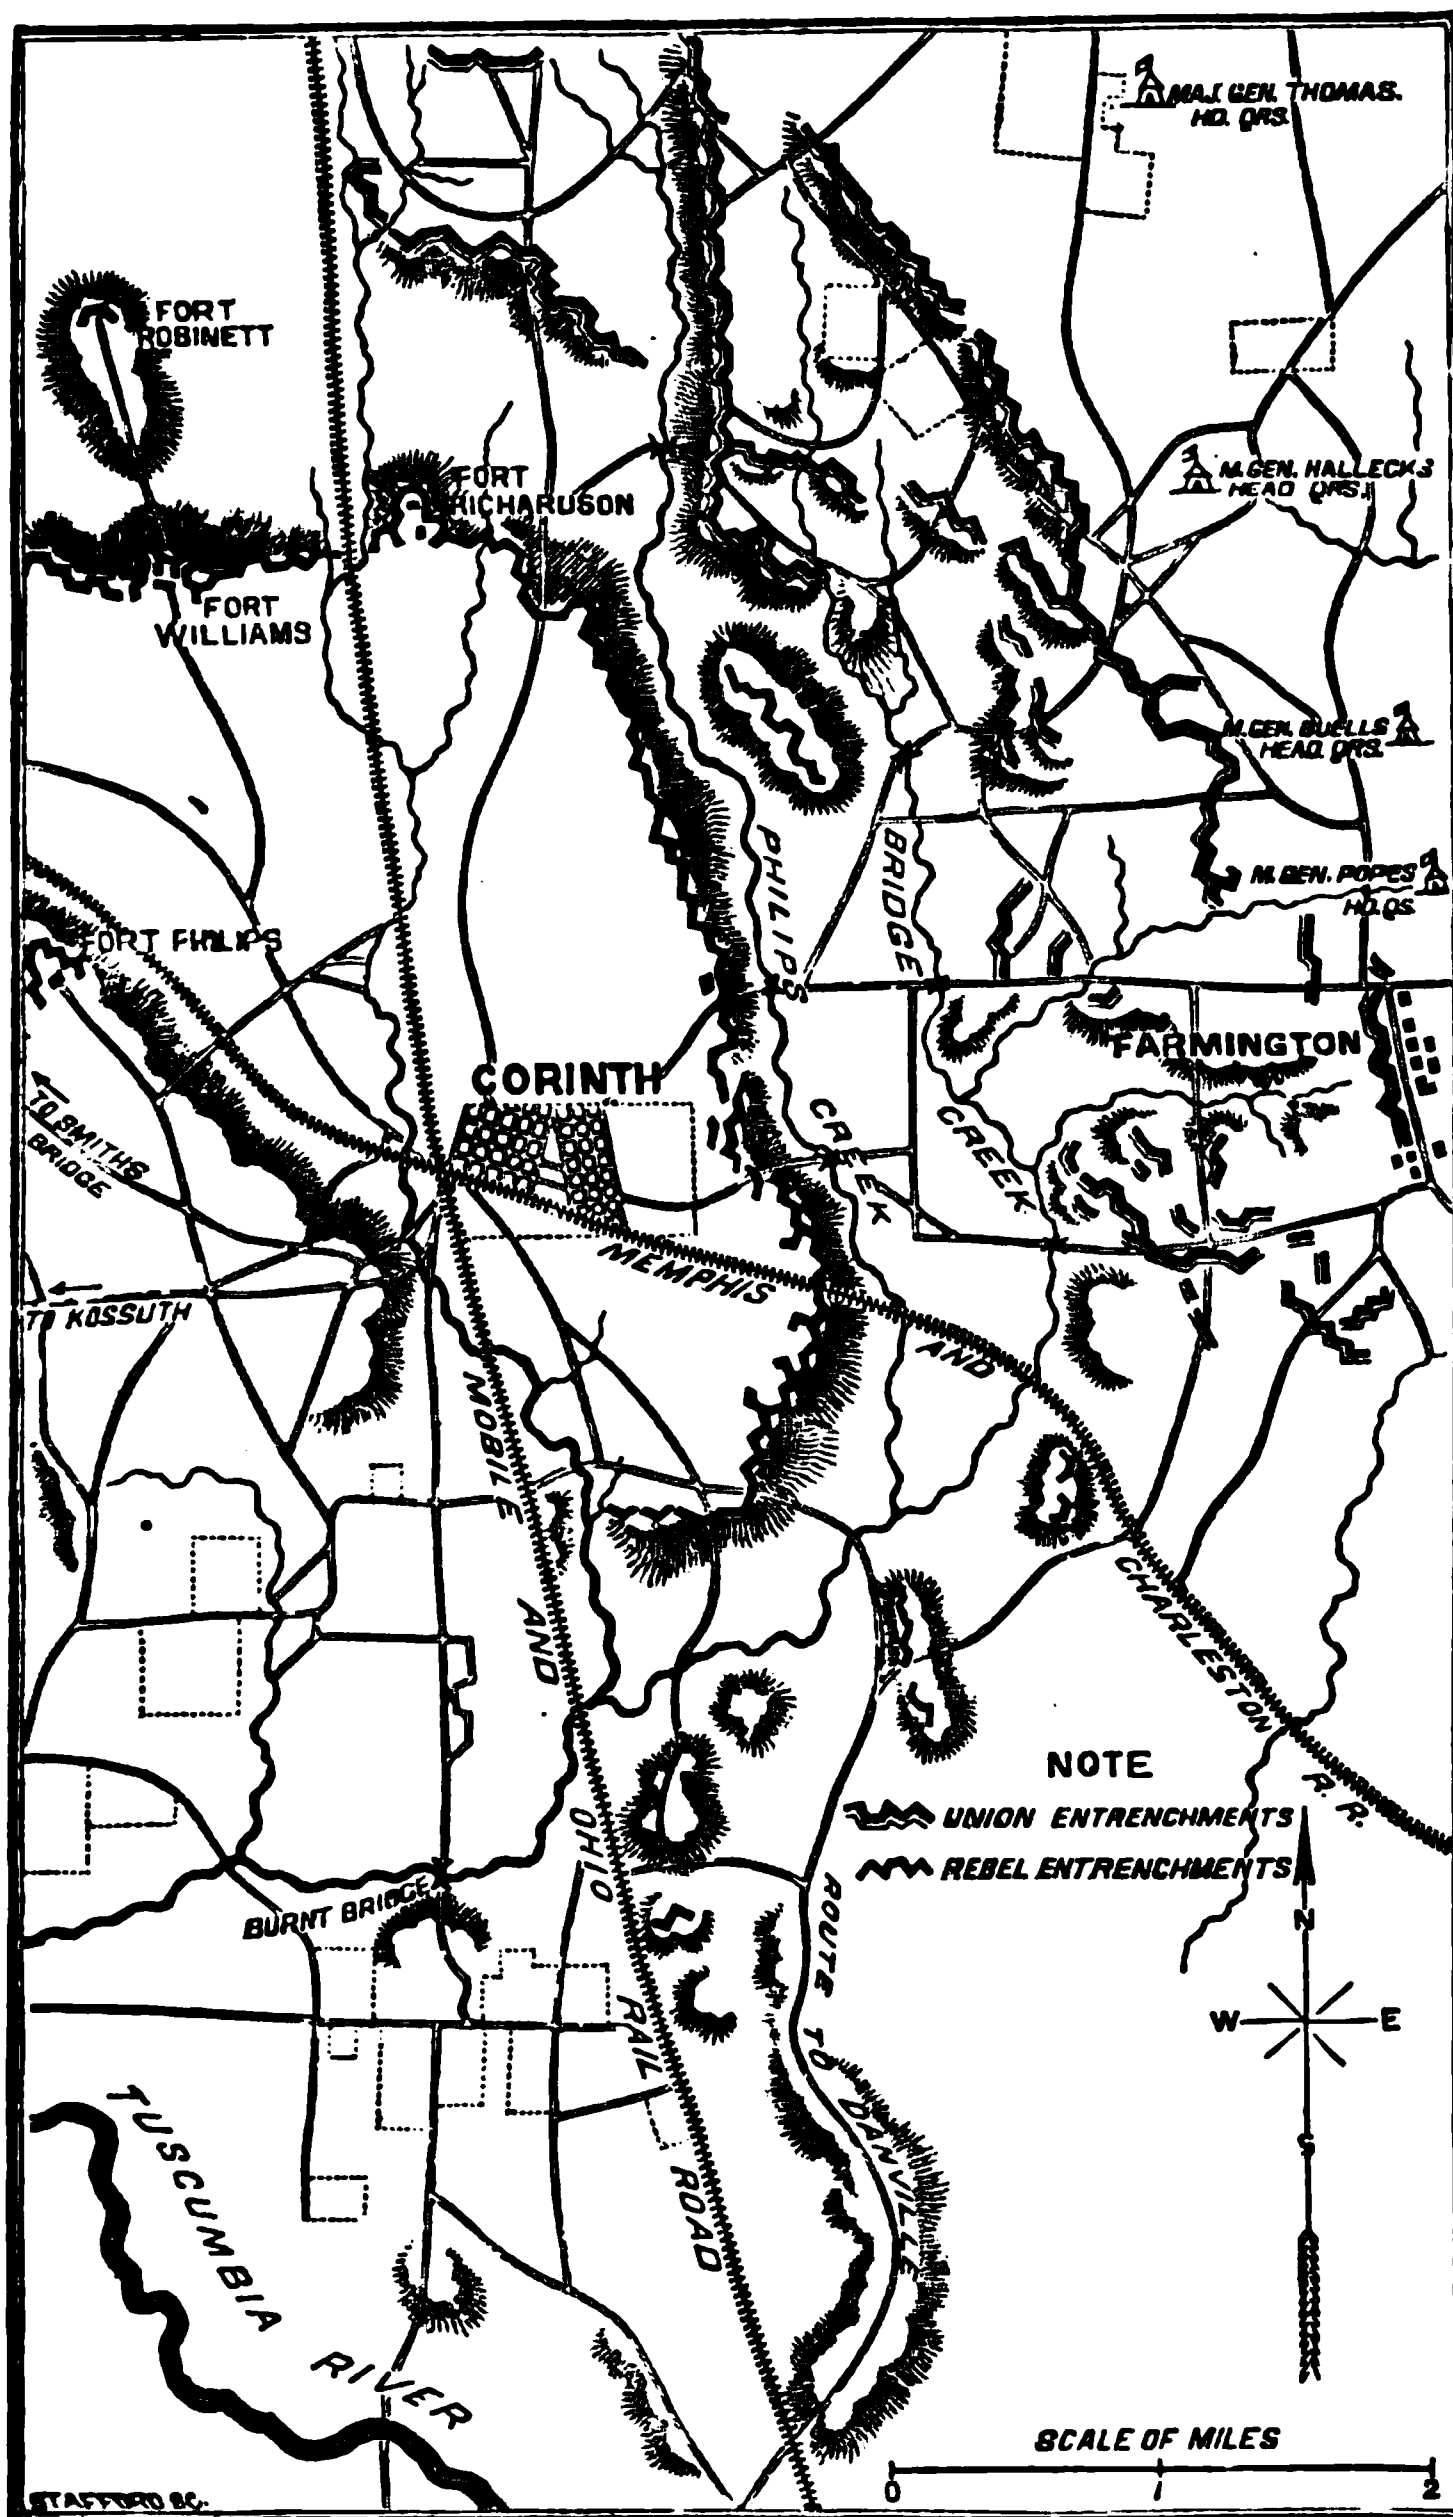 MAJ. GEN. THOMAS.
HD. QRS.
FORT
ROBINETT
FORT
RICHARDSON
M. GEN. HALLECK'S
HEAD QRS.
FORT
WILLIAMS
M. GEN. BUELLS
HEAD. QRS.
M. GEN. POPES
HD. QS.
PHILIPS
BRIDGE
FORT PHILIPS
FARMINGTON
CORINTH
TO SMITHS
BRIDGE
CREEK
CREEK
TO KOSSUTH
MEMPHIS
AND
CHARLESTON
R. R.
MOBILE
AND
OHIO
RAIL
ROAD
NOTE
UNION ENTRENCHMENTS
REBEL ENTRENCHMENTS
BURNT BRIDGE
ROUTE TO DANVILLE
N
W E
S
TUSCUMBIA
RIVER
SCALE OF MILES
0 1 2
STAFFORD SC.